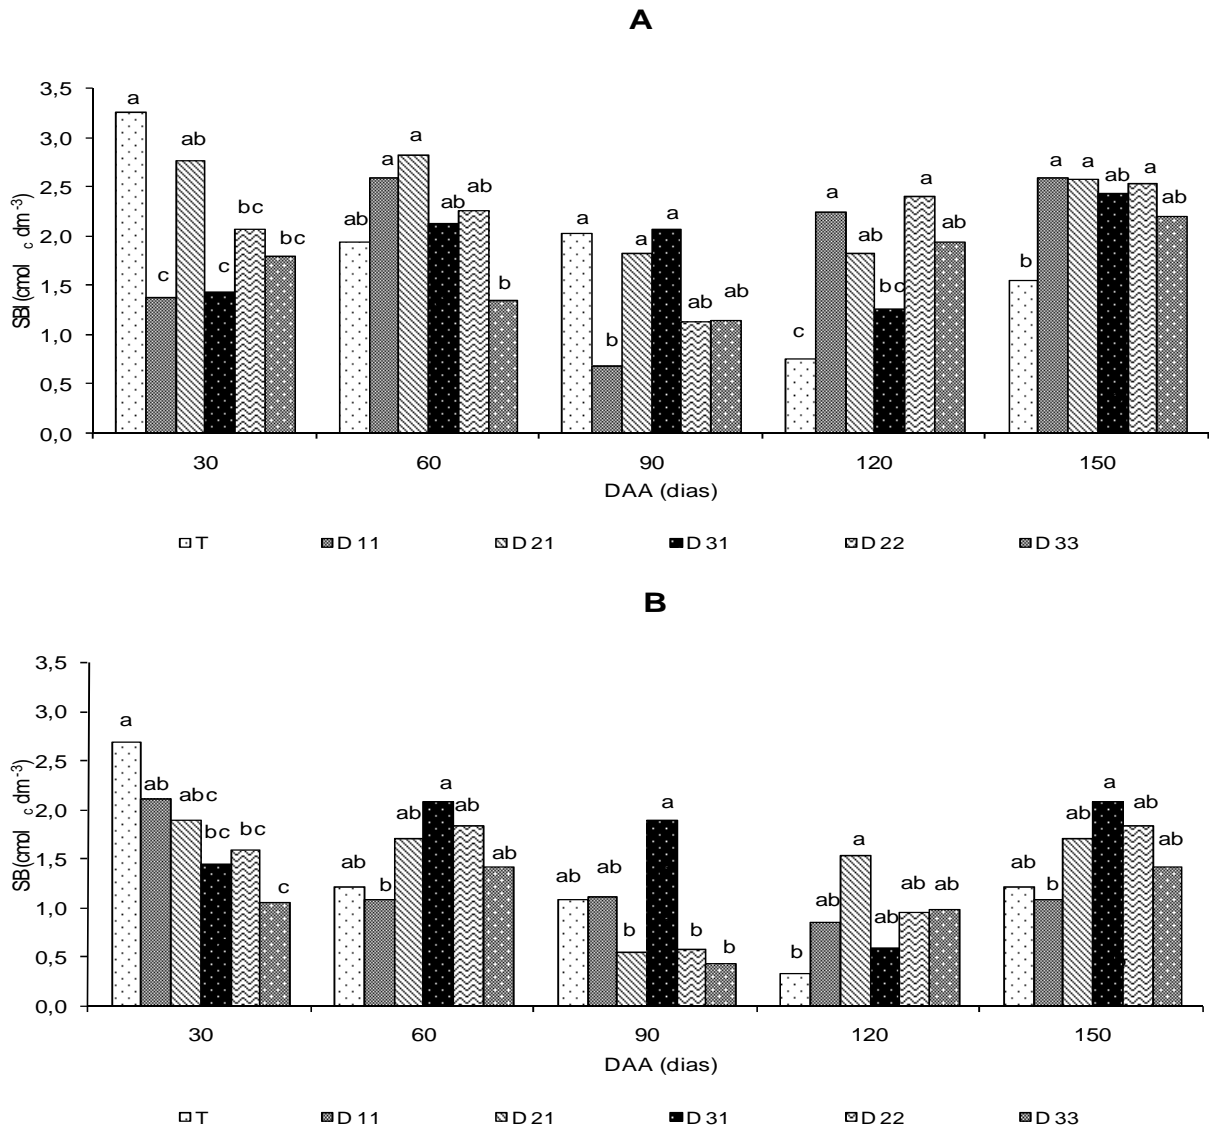 A
SBI (cmol c dm-3)
3,5
3,0
2,5
2,0
1,5
1,0
0,5
0,0
a c ab c bc bc
ab a a ab ab b
a b a a ab ab
c a ab bc a ab
b a a ab a ab
30 60 90 120 150
DAA (dias)
T D 11 D 21 D 31 D 22 D 33
B
SB (cmol c dm-3)
3,5
3,0
2,5
2,0
1,5
1,0
0,5
0,0
a ab abc bc bc c
ab b ab a ab ab
ab ab b a b b
b ab a ab ab ab
ab b ab a ab ab
30 60 90 120 150
DAA (dias)
T D 11 D 21 D 31 D 22 D 33